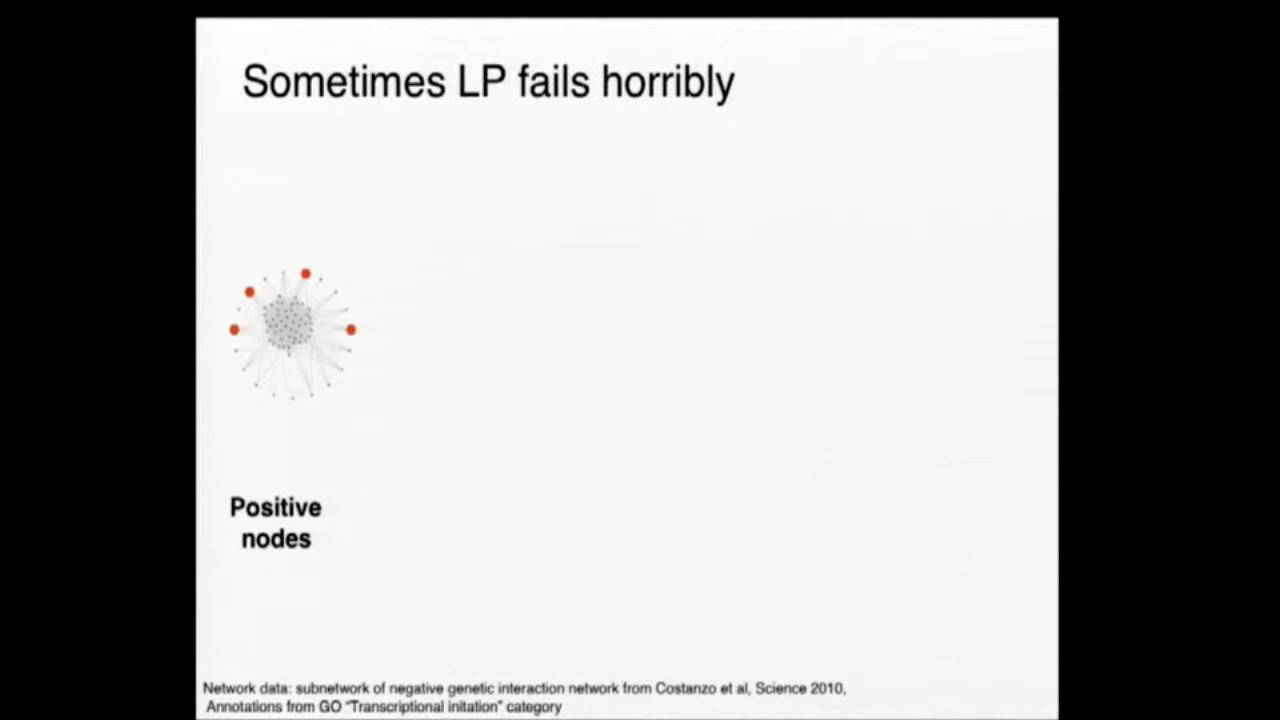 Sometimes LP fails horribly
Positive
nodes
Network data: subnetwork of negative genetic interaction network from Costanzo et al, Science 2010,
Annotations from GO “Transcriptional initation” category